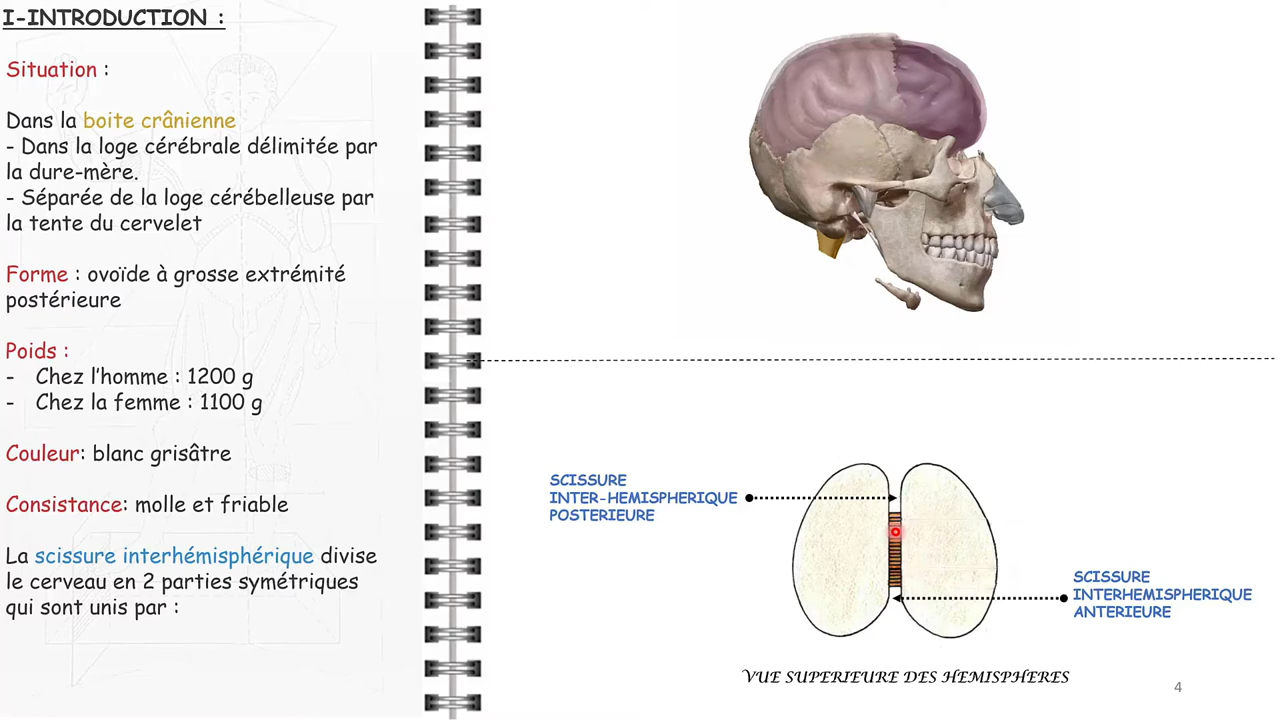 I-INTRODUCTION :
Situation :
Dans la boite crânienne
- Dans la loge cérébrale délimitée par
la dure-mère.
- Séparée de la loge cérébelleuse par
la tente du cervelet
Forme : ovoïde à grosse extrémité
postérieure
Poids :
- Chez l'homme : 1200 g
- Chez la femme : 1100 g
Couleur: blanc grisâtre
Consistance: molle et friable
La scissure interhémisphérique divise
le cerveau en 2 parties symétriques
qui sont unis par :
SCISSURE
INTER-HEMISPHERIQUE
POSTERIEURE
SCISSURE
INTERHEMISPHERIQUE
ANTERIEURE
VUE SUPERIEURE DES HEMISPHERES
4